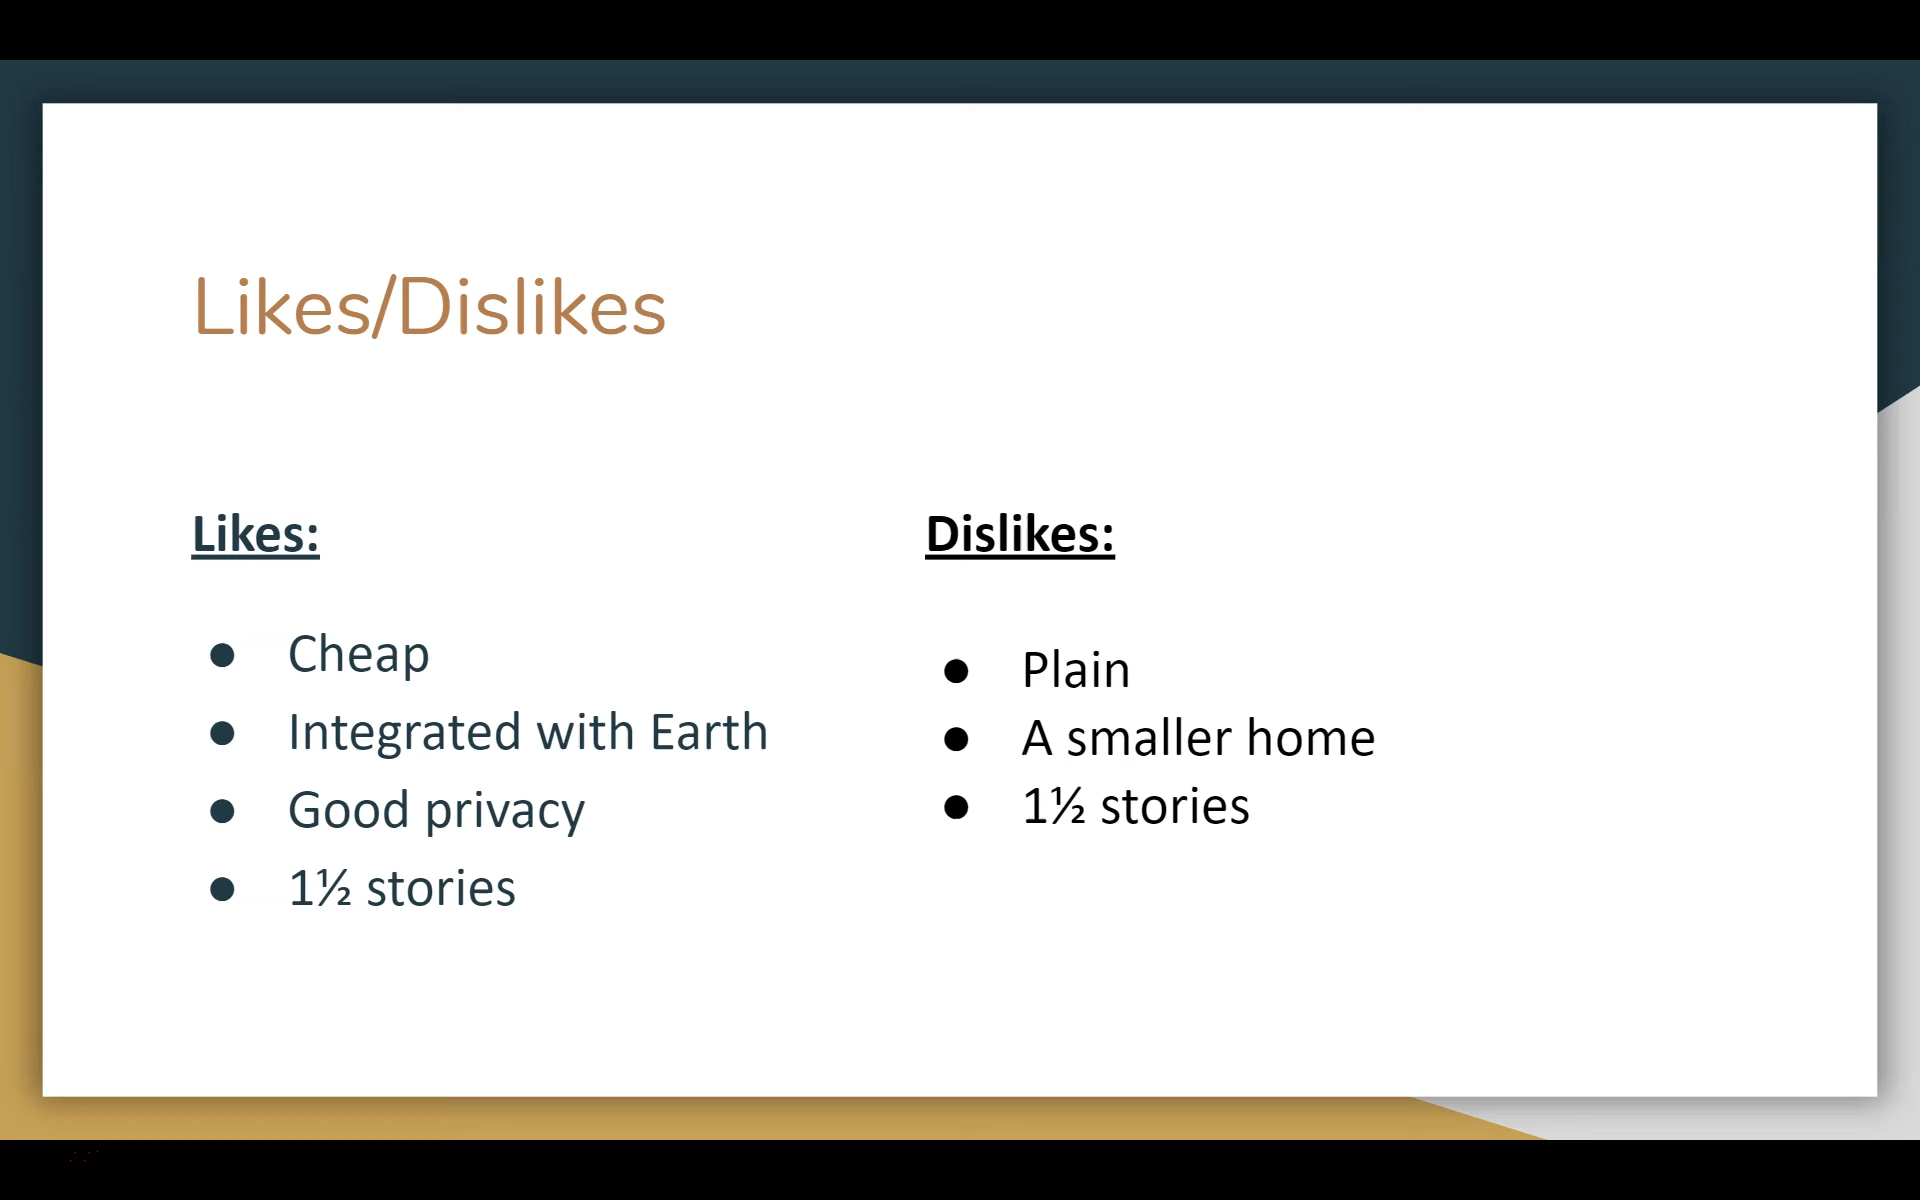 Likes/Dislikes
Likes:
● Cheap
● Integrated with Earth
● Good privacy
● 1½ stories
Dislikes:
● Plain
● A smaller home
● 1½ stories